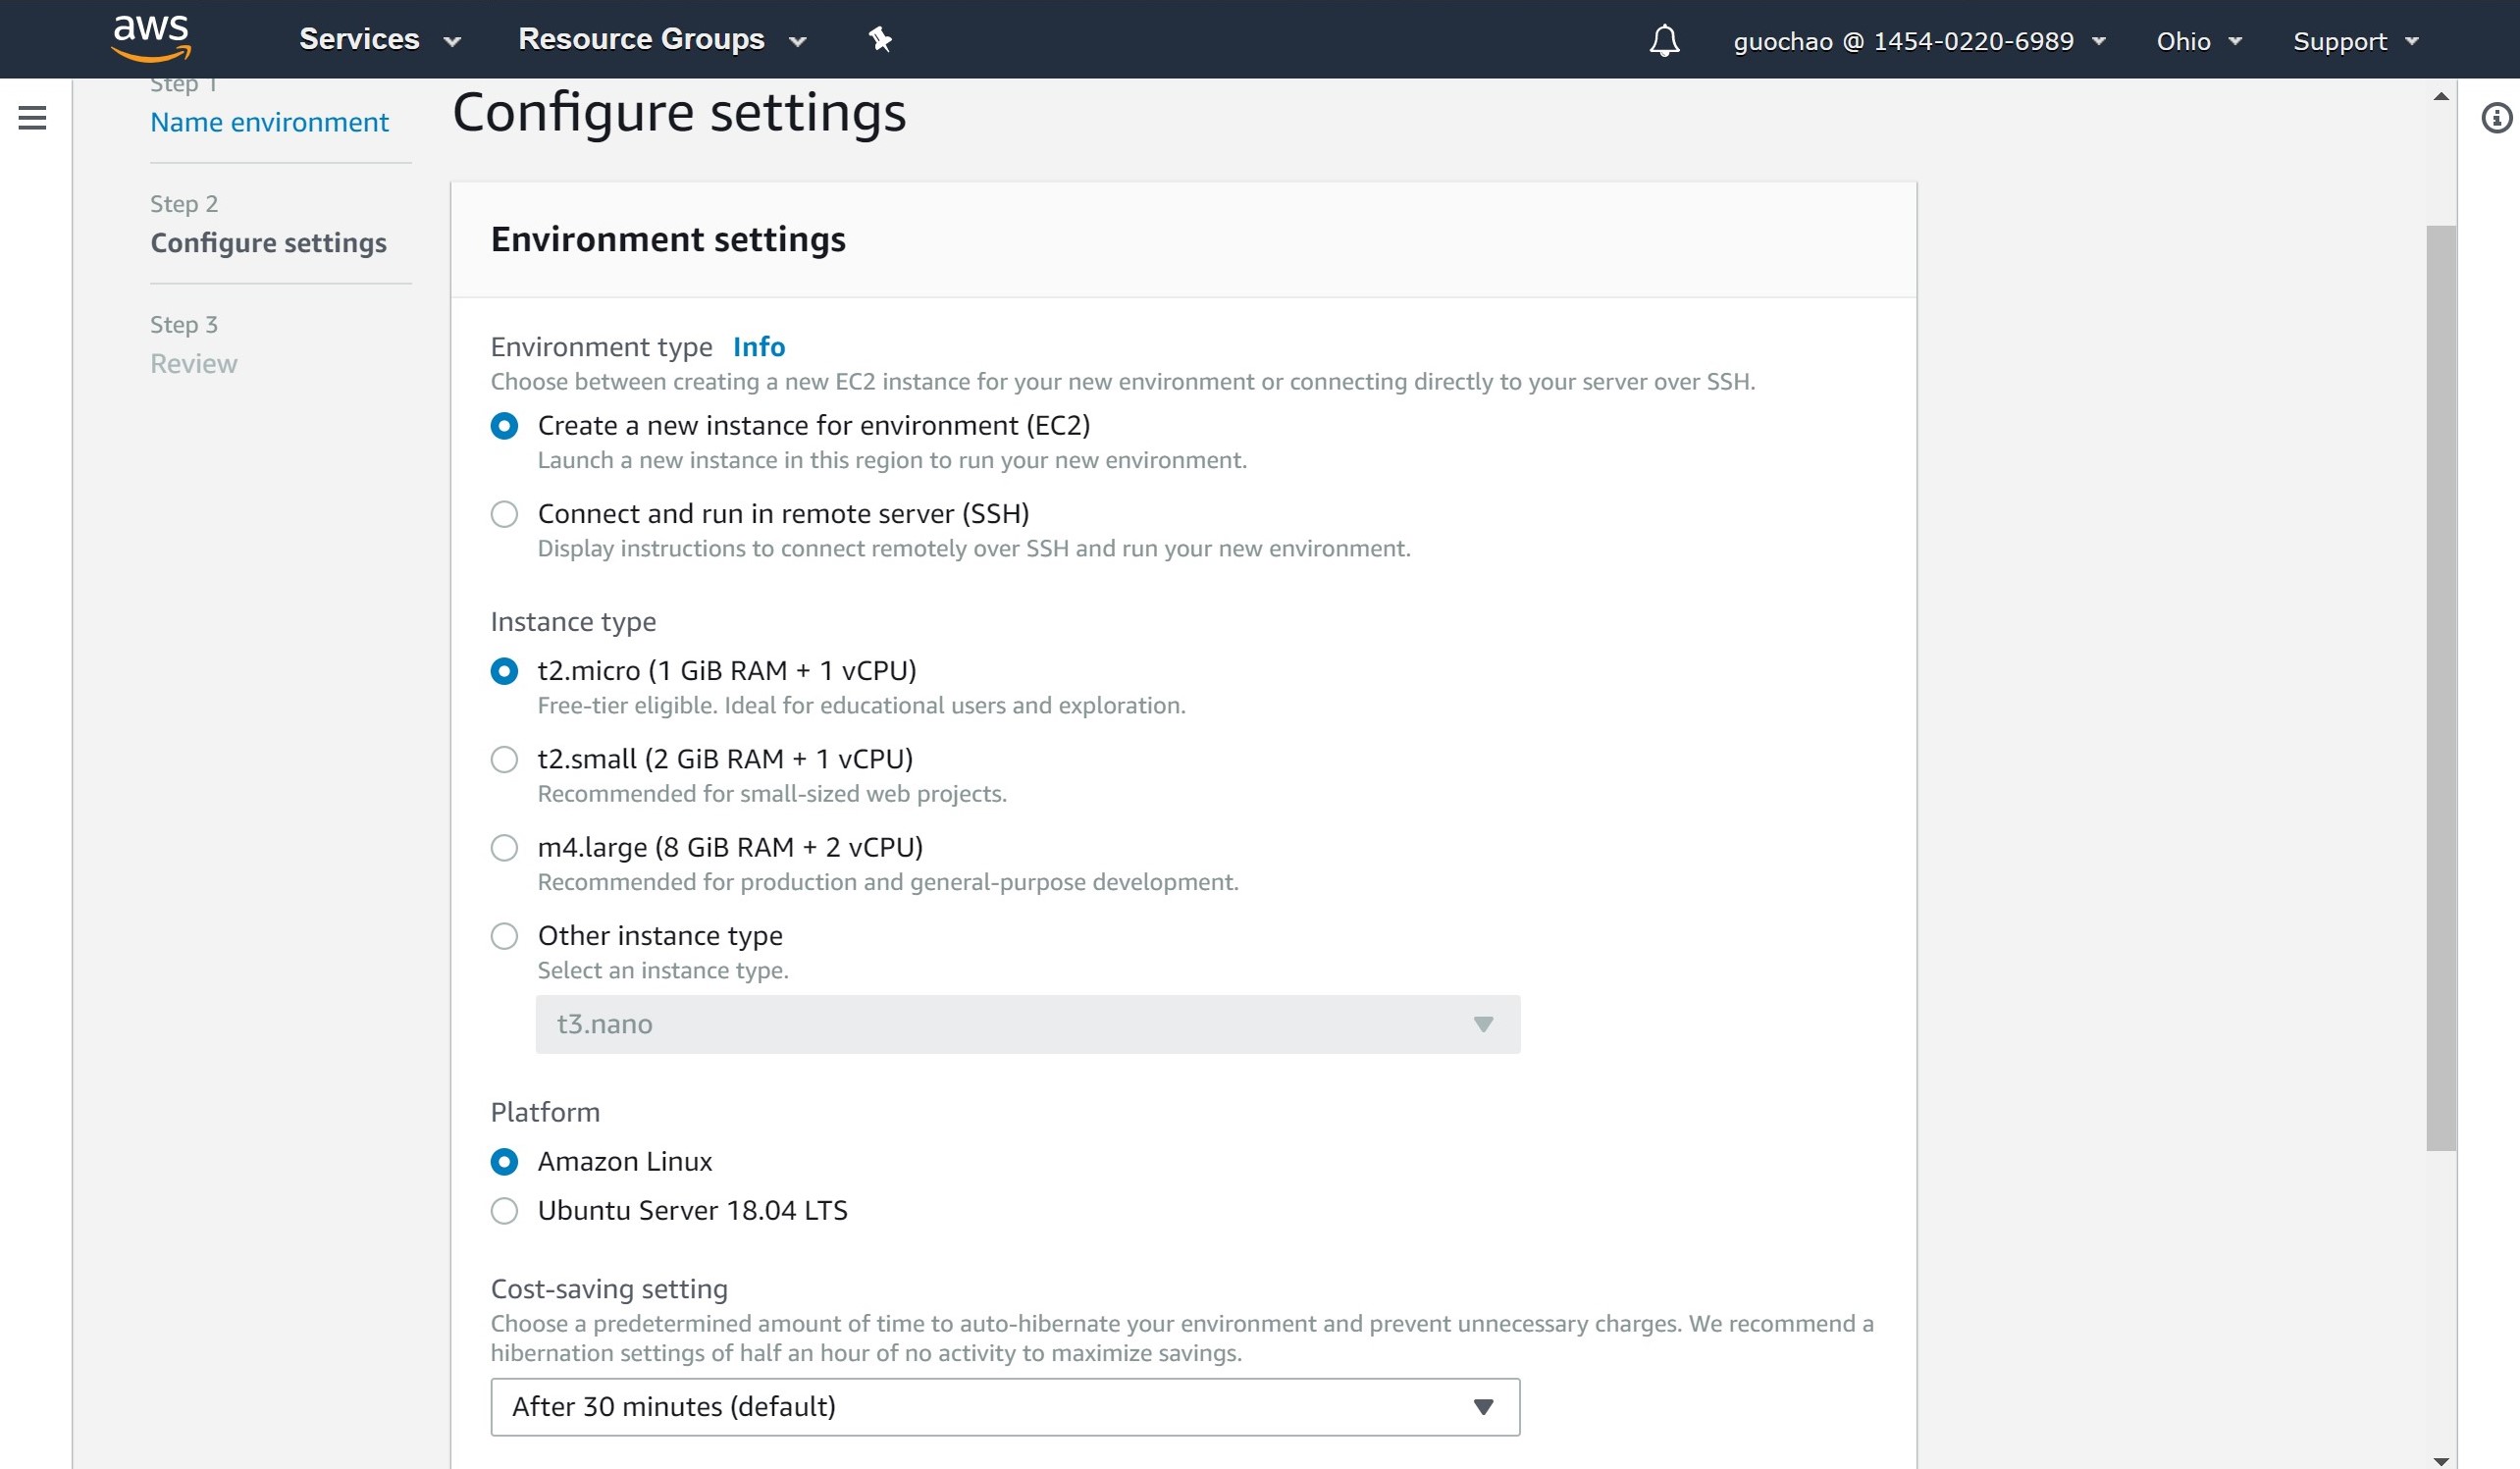 aws
Services
Resource Groups
guochao @ 1454-0220-6989
Ohio
Support
Step 1
Name environment
Step 2
Configure settings
Step 3
Review
Configure settings
Environment settings
Environment type Info
Choose between creating a new EC2 instance for your new environment or connecting directly to your server over SSH.
Create a new instance for environment (EC2)
Launch a new instance in this region to run your new environment.
Connect and run in remote server (SSH)
Display instructions to connect remotely over SSH and run your new environment.
Instance type
t2.micro (1 GiB RAM + 1 vCPU)
Free-tier eligible. Ideal for educational users and exploration.
t2.small (2 GiB RAM + 1 vCPU)
Recommended for small-sized web projects.
m4.large (8 GiB RAM + 2 vCPU)
Recommended for production and general-purpose development.
Other instance type
Select an instance type.
t3.nano
Platform
Amazon Linux
Ubuntu Server 18.04 LTS
Cost-saving setting
Choose a predetermined amount of time to auto-hibernate your environment and prevent unnecessary charges. We recommend a
hibernation settings of half an hour of no activity to maximize savings.
After 30 minutes (default)